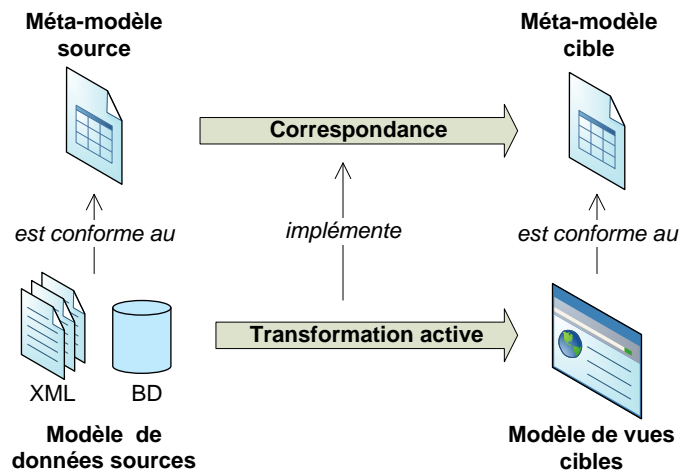 Méta-modèle
source
Méta-modèle
cible
Correspondance
est conforme au
implémente
est conforme au
Transformation active
XML
BD
Modèle de
données sources
Modèle de vues
cibles